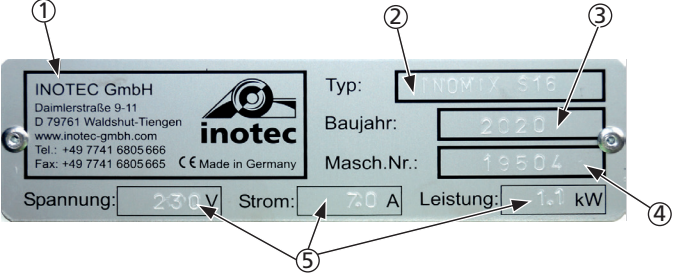 ①
②
③
INOTEC GmbH
Daimlerstraße 9-11
D 79761 Waldshut-Tiengen
www.inotec-gmbh.com
Tel.: +49 7741 6805 666
Fax: +49 7741 6805 665
inotec
CE Made in Germany
Typ: INOMIX S16
Baujahr: 2020
Masch.Nr.: 19504
Spannung: 230 V Strom: 7.0 A Leistung: 1.1 kW
④
⑤